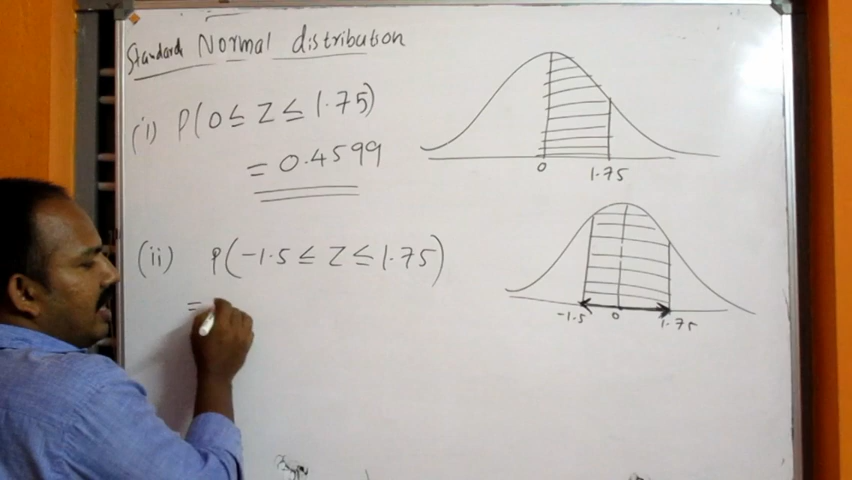 Standard Normal distribution
(i) P(0 ≤ Z ≤ 1.75)
= 0.4599
0 1.75
(ii) P(-1.5 ≤ Z ≤ 1.75)
=
-1.5 0 1.75